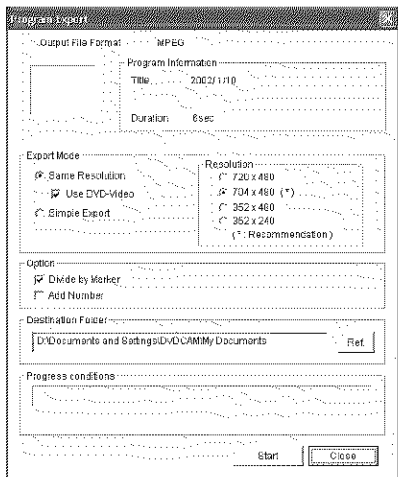 Program Export
Output File Format MPEG
Program Information
Title 2002/1/10
Duration 6sec
Export Mode
Same Resolution
Use DVD-Video
Simple Export
Resolution
720 x 480
704 x 480 (*)
352 x 480
352 x 240
(*: Recommendation)
Option
Divide by Marker
Add Number
Destination Folder
D:\Documents and Settings\DVDCAM\My Documents
Ref.
Progress conditions
Start
Close